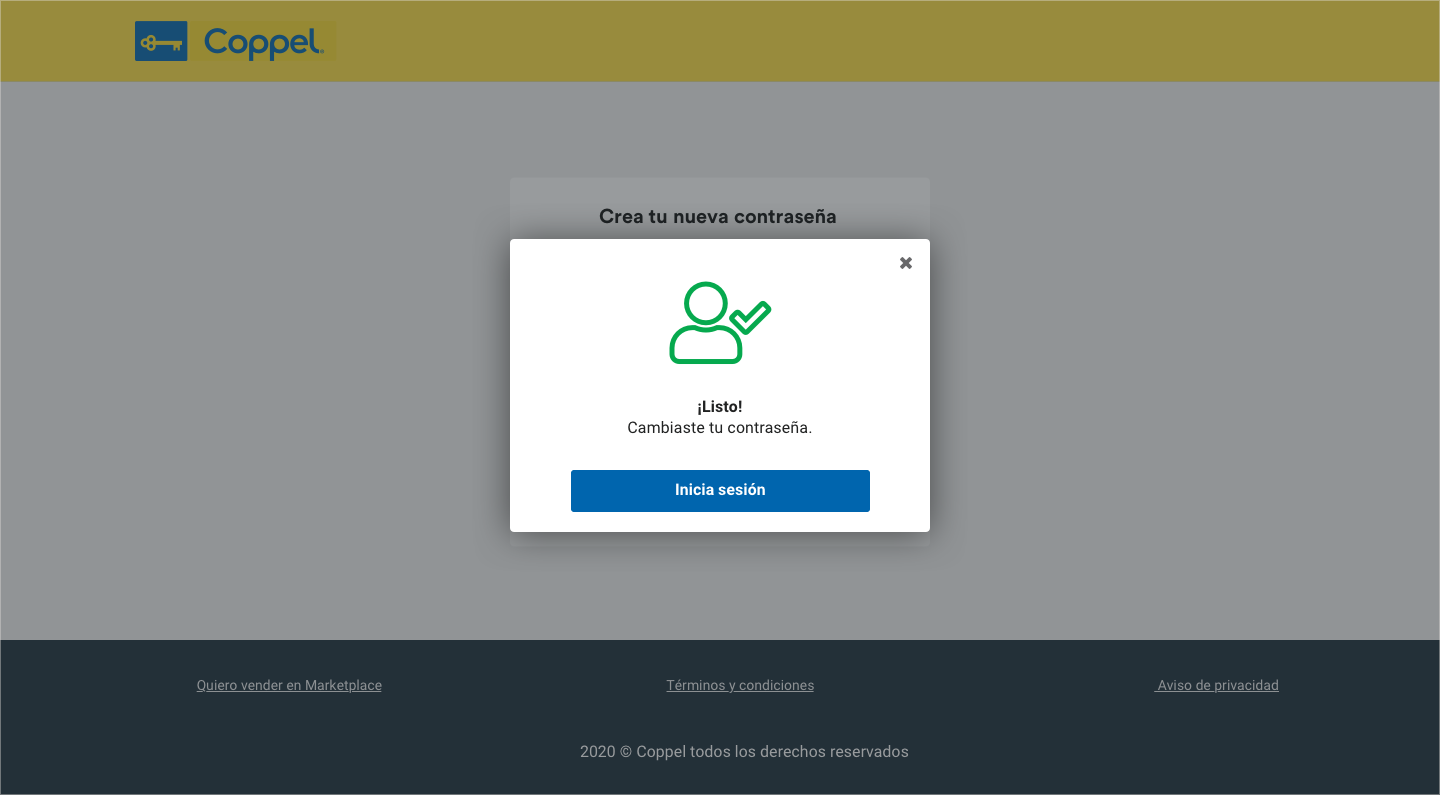 Coppel.
Crea tu nueva contraseña
¡Listo!
Cambiaste tu contraseña.
Inicia sesión
Quiero vender en Marketplace
Términos y condiciones
Aviso de privacidad
2020 © Coppel todos los derechos reservados